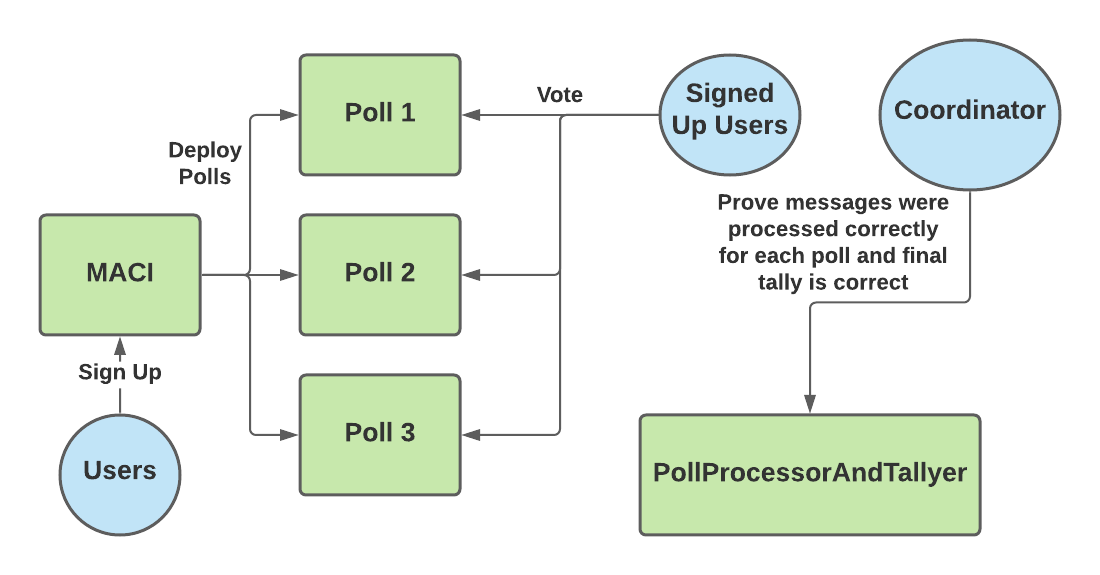 Poll 1
Vote
Signed
Up Users
Coordinator
Deploy
Polls
Prove messages were
processed correctly
for each poll and final
tally is correct
MACI
Poll 2
Sign Up
Users
Poll 3
PollProcessorAndTallyer